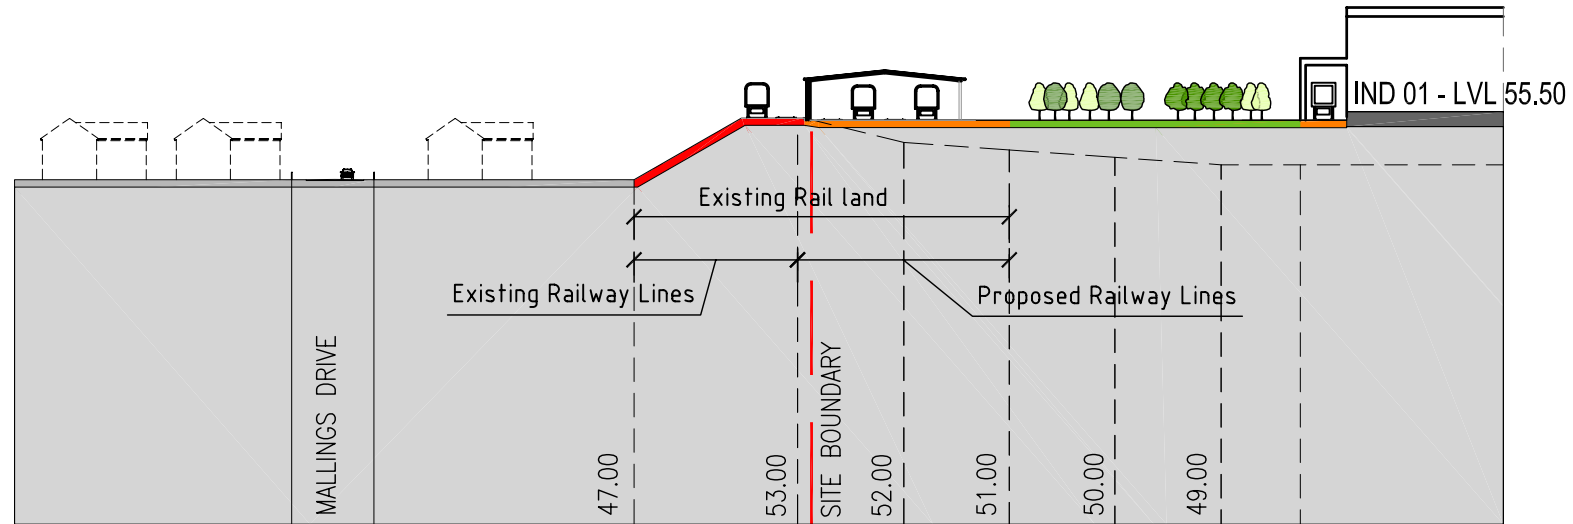 IND 01 - LVL 55.50
Existing Rail land
Existing Railway Lines
Proposed Railway Lines
MALLINGS DRIVE
47.00
53.00
SITE BOUNDARY
52.00
51.00
50.00
49.00